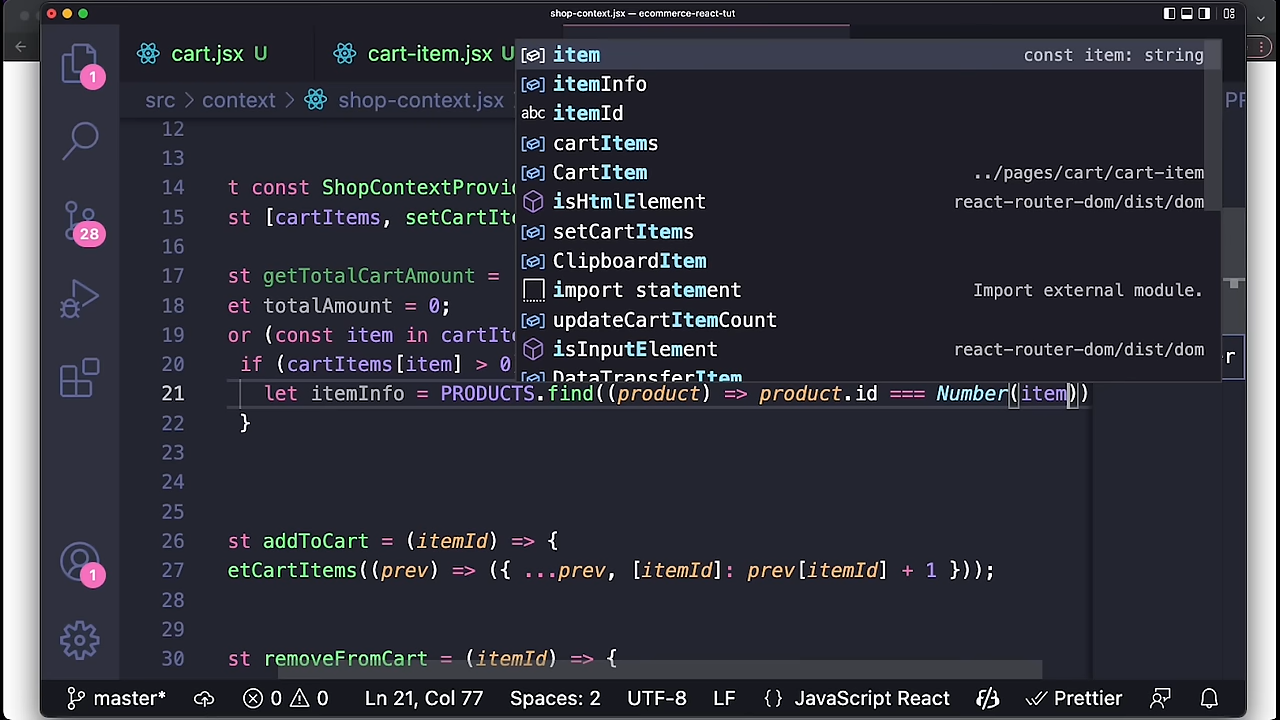 shop-context.jsx — ecommerce-react-tut
cart.jsx U
cart-item.jsx U
src > context > shop-context.jsx
item const item: string
itemInfo
abc itemId
cartItems
CartItem ../pages/cart/cart-item
isHtmlElement react-router-dom/dist/dom
setCartItems
ClipboardItem
import statement Import external module.
updateCartItemCount
isInputElement react-router-dom/dist/dom
DataTransferItem
12
13
14 t const ShopContextProvi
15 st [cartItems, setCartIte
16
17 st getTotalCartAmount =
18 et totalAmount = 0;
19 or (const item in cartIte
20 if (cartItems[item] > 0
21 let itemInfo = PRODUCTS.find((product) => product.id === Number(item))
22 }
23
24
25
26 st addToCart = (itemId) => {
27 etCartItems((prev) => ({ ...prev, [itemId]: prev[itemId] + 1 }));
28
29
30 st removeFromCart = (itemId) => {
PR
r
1
28
1
master* 0 0 Ln 21, Col 77 Spaces: 2 UTF-8 LF {} JavaScript React Prettier